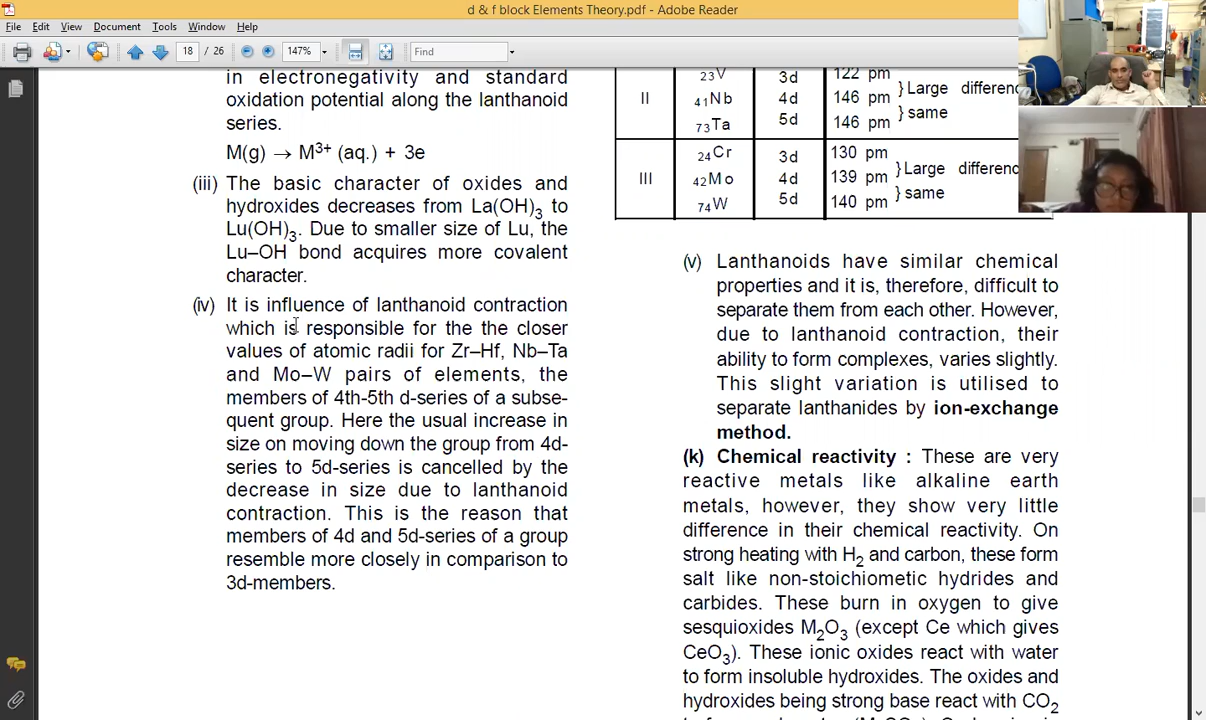 d & f block Elements Theory.pdf - Adobe Reader
File Edit View Document Tools Window Help
18 / 26 147% Find
in electronegativity and standard
oxidation potential along the lanthanoid
series.
M(g) → M3+ (aq.) + 3e
(iii) The basic character of oxides and
hydroxides decreases from La(OH)3 to
Lu(OH)3. Due to smaller size of Lu, the
Lu–OH bond acquires more covalent
character.
(iv) It is influence of lanthanoid contraction
which is responsible for the the closer
values of atomic radii for Zr–Hf, Nb–Ta
and Mo–W pairs of elements, the
members of 4th-5th d-series of a subse-
quent group. Here the usual increase in
size on moving down the group from 4d-
series to 5d-series is cancelled by the
decrease in size due to lanthanoid
contraction. This is the reason that
members of 4d and 5d-series of a group
resemble more closely in comparison to
3d-members.
23V 3d 122 pm
II 41Nb 4d 146 pm } Large differenc
73Ta 5d 146 pm } same
24Cr 3d 130 pm
III 42Mo 4d 139 pm } Large differenc
74W 5d 140 pm } same
(v) Lanthanoids have similar chemical
properties and it is, therefore, difficult to
separate them from each other. However,
due to lanthanoid contraction, their
ability to form complexes, varies slightly.
This slight variation is utilised to
separate lanthanides by ion-exchange
method.
(k) Chemical reactivity : These are very
reactive metals like alkaline earth
metals, however, they show very little
difference in their chemical reactivity. On
strong heating with H2 and carbon, these form
salt like non-stoichiometic hydrides and
carbides. These burn in oxygen to give
sesquioxides M2O3 (except Ce which gives
CeO3). These ionic oxides react with water
to form insoluble hydroxides. The oxides and
hydroxides being strong base react with CO2